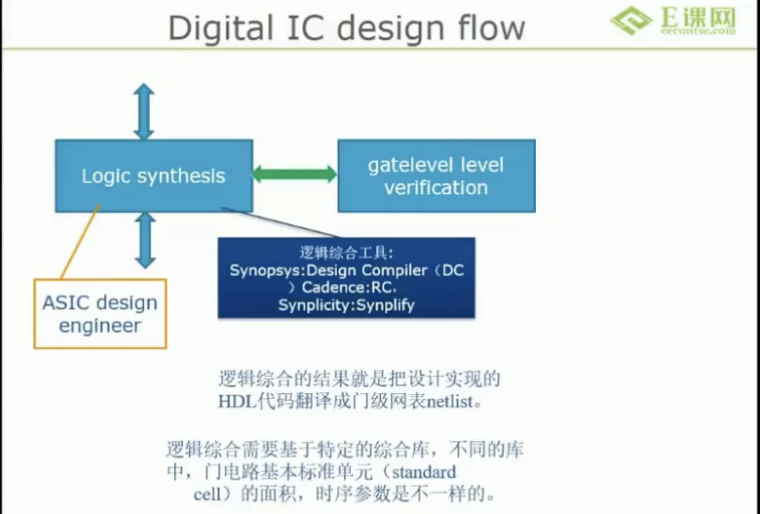 Digital IC design flow
E课网
eecourse.com
Logic synthesis
gatelevel level
verification
逻辑综合工具:
Synopsys:Design Compiler（DC
）Cadence:RC，
Synplicity:Synplify
ASIC design
engineer
逻辑综合的结果就是把设计实现的
HDL代码翻译成门级网表netlist。
逻辑综合需要基于特定的综合库，不同的库
中，门电路基本标准单元（standard
cell）的面积，时序参数是不一样的。